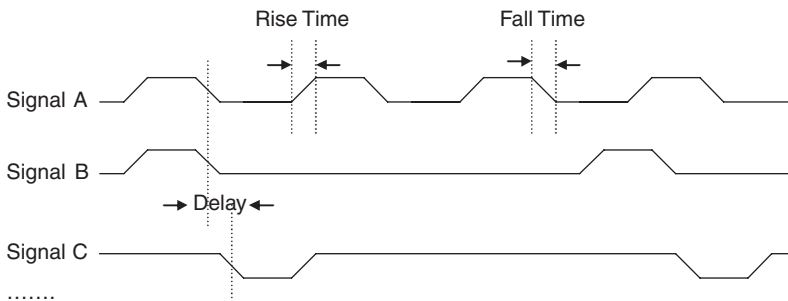 Rise Time
Fall Time
Signal A
Signal B
Delay
Signal C
.......